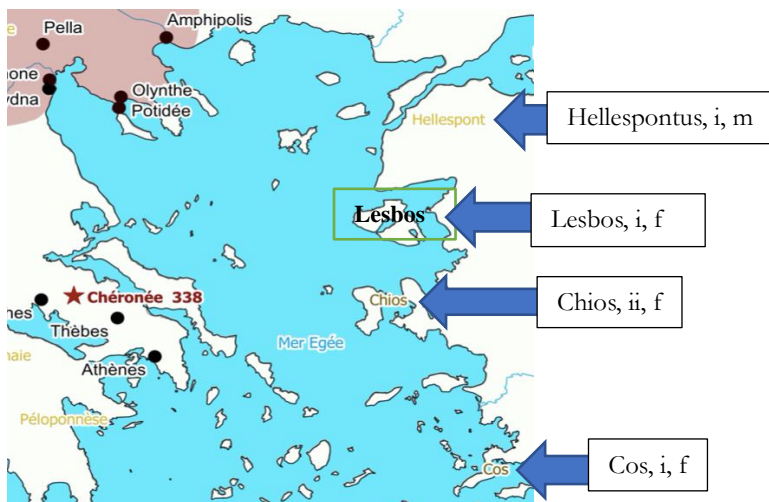 Pella
Amphipolis
Olynthe
Potidée
Hellespont
Hellespontus, i, m
Lesbos
Lesbos, i, f
Chios
Chios, ii, f
Chéronée 338
Thèbes
Mer Egée
Athènes
Péloponnèse
Cos
Cos, i, f